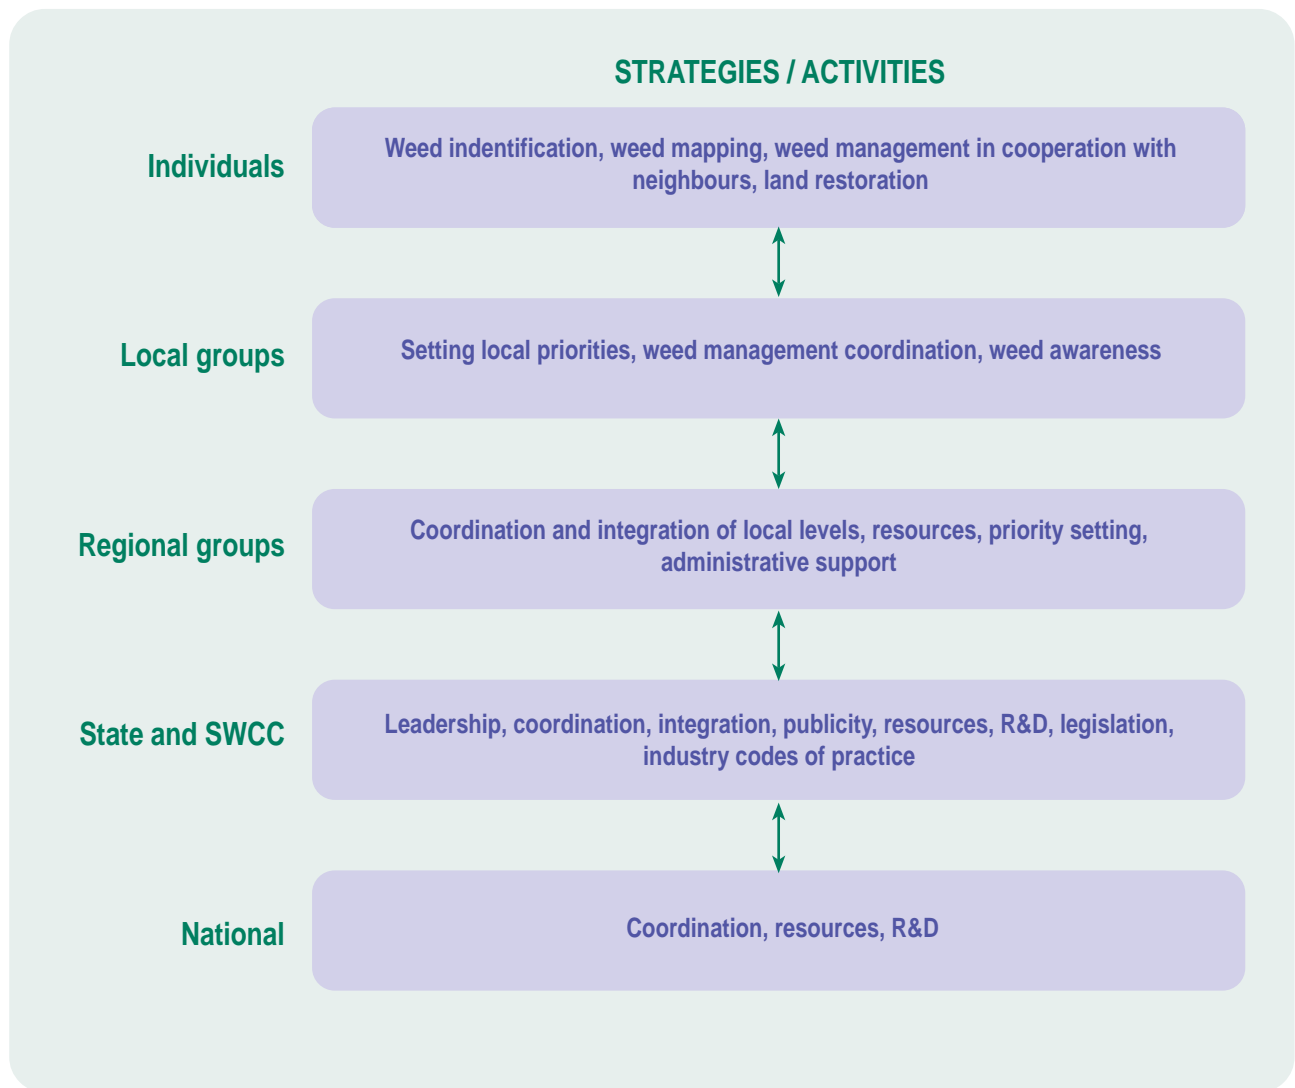 STRATEGIES / ACTIVITIES
Individuals
Weed indentification, weed mapping, weed management in cooperation with
neighbours, land restoration
Local groups
Setting local priorities, weed management coordination, weed awareness
Regional groups
Coordination and integration of local levels, resources, priority setting,
administrative support
State and SWCC
Leadership, coordination, integration, publicity, resources, R&D, legislation,
industry codes of practice
National
Coordination, resources, R&D